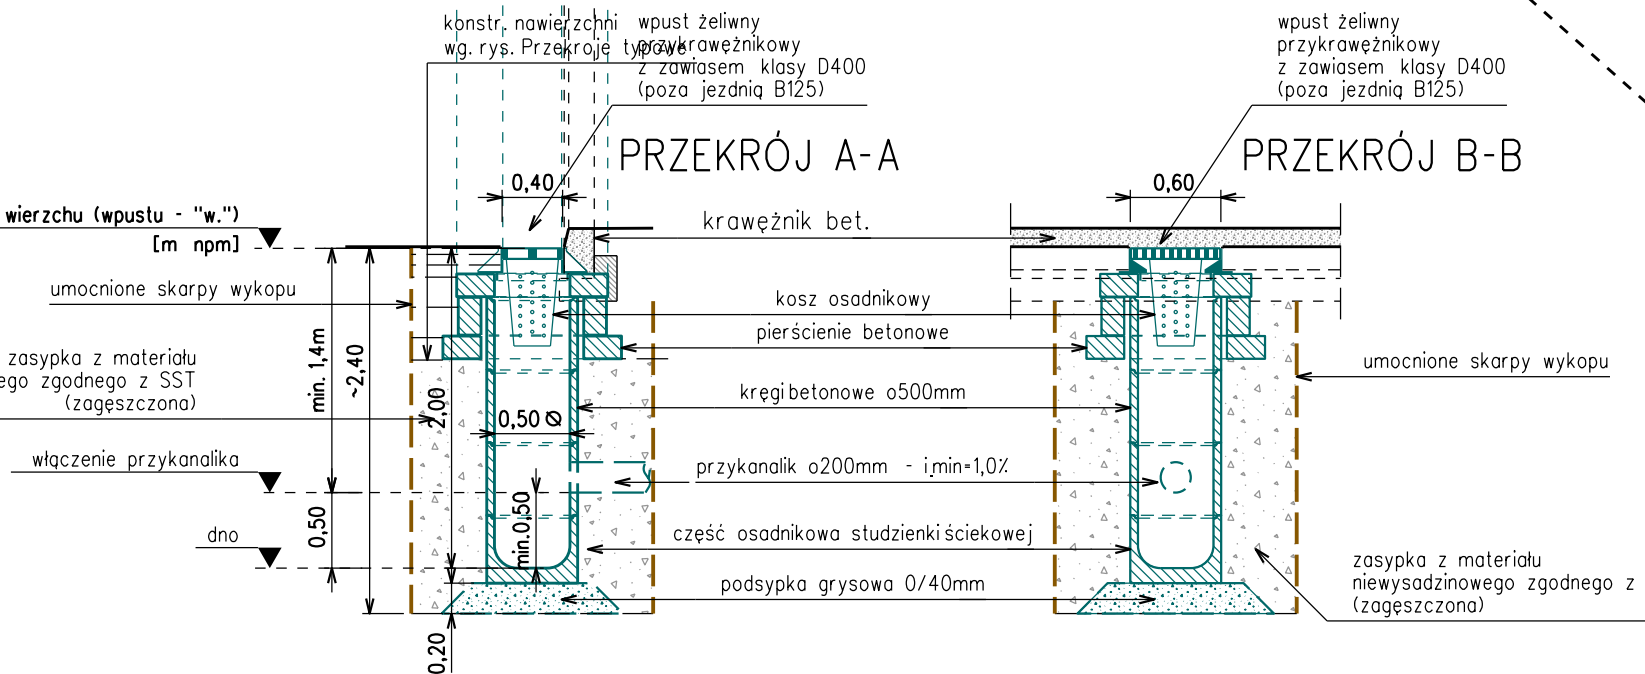 konstr. nawierzchni
wg. rys. Przekroje typowe
wpust żeliwny
przykrawężnikowy
z zawiasem klasy D400
(poza jezdnią B125)
wpust żeliwny
przykrawężnikowy
z zawiasem klasy D400
(poza jezdnią B125)
PRZEKRÓJ A-A
PRZEKRÓJ B-B
0,40
0,60
wierzchu (wpustu - "w.")
[m npm]
krawężnik bet.
umocnione skarpy wykopu
kosz osadnikowy
pierścienie betonowe
zasypka z materiału
ego zgodnego z SST
(zagęszczona)
min. 1,4m
~2,40
2,00
umocnione skarpy wykopu
kręgi betonowe o500mm
0,50 Ø
włączenie przykanalika
przykanalik o200mm - i min=1,0%
0,50
min.0,50
dno
część osadnikowa studzienki ściekowej
podsypka grysowa 0/40mm
zasypka z materiału
niewysadzinowego zgodnego z
(zagęszczona)
0,20